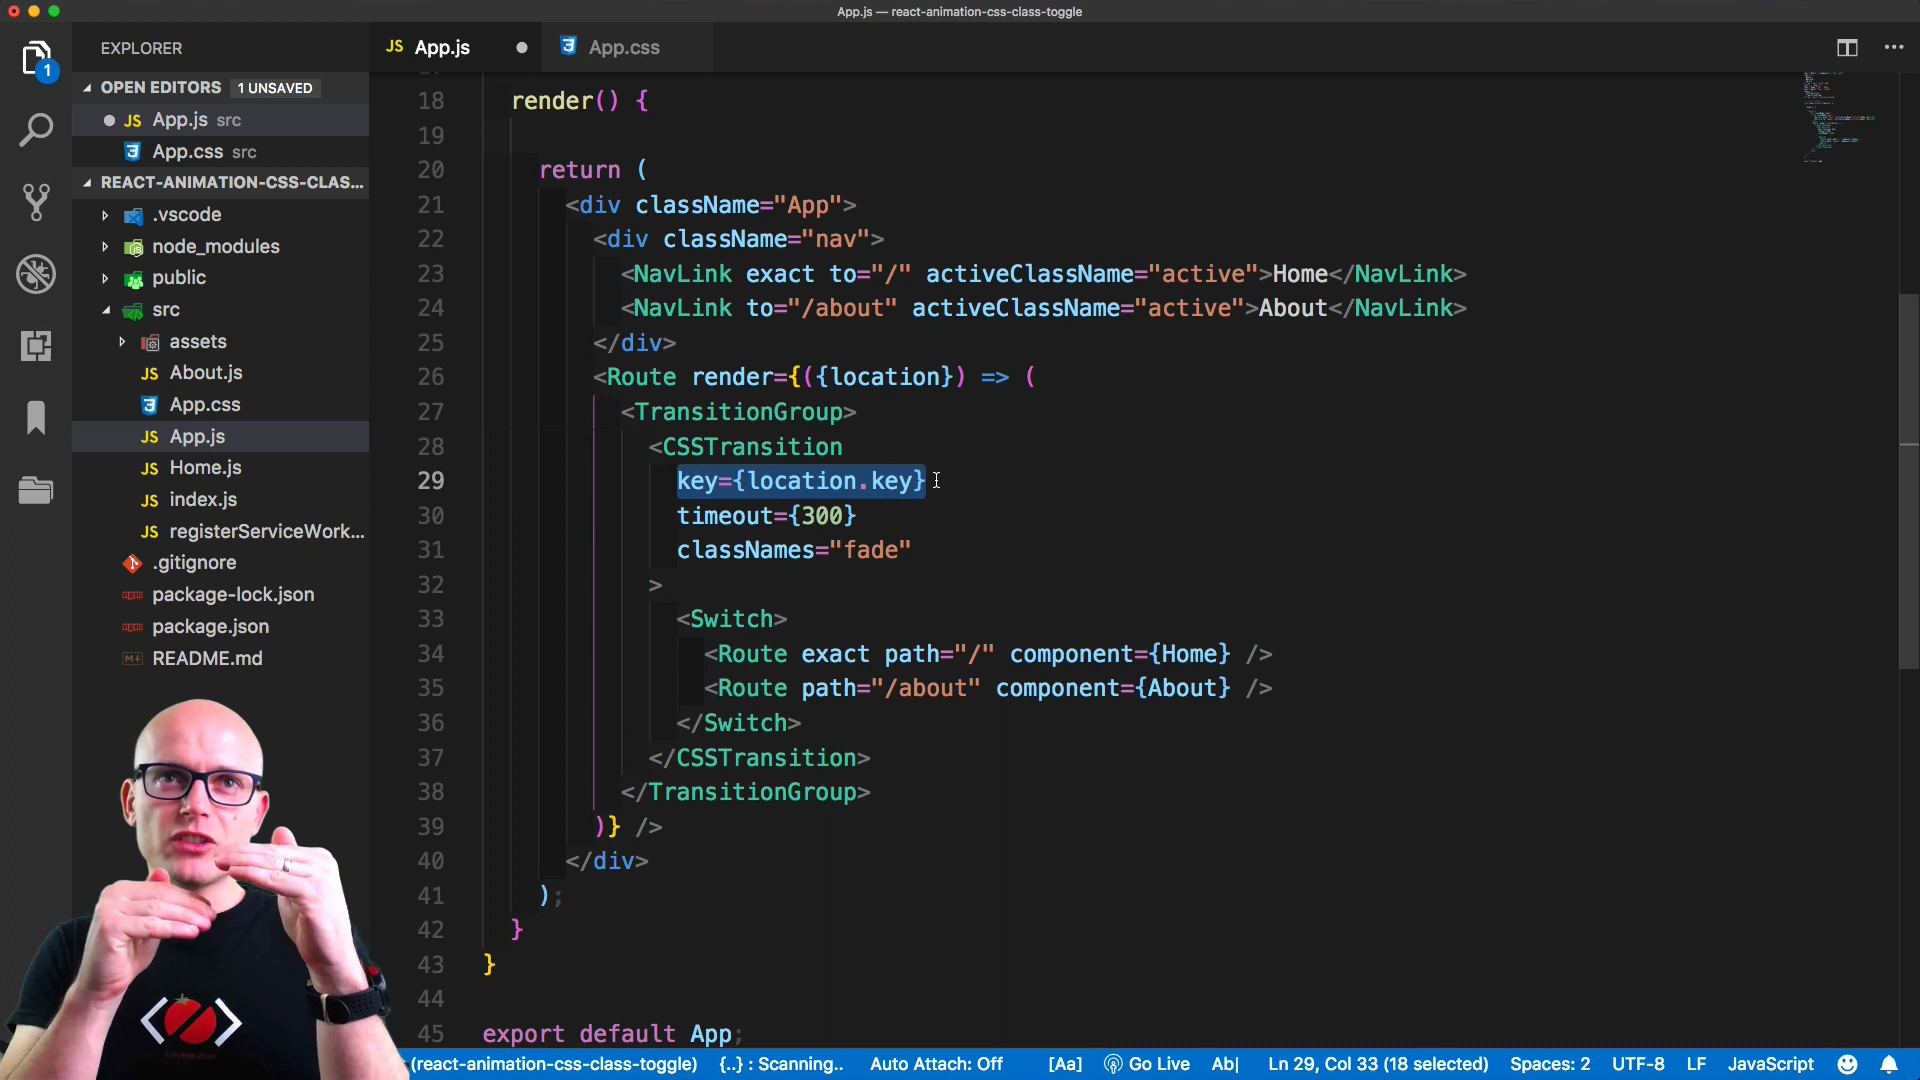 App.js — react-animation-css-class-toggle
EXPLORER
JS App.js
App.css
1
OPEN EDITORS 1 UNSAVED
JS App.js src
App.css src
REACT-ANIMATION-CSS-CLAS...
.vscode
node_modules
public
src
assets
JS About.js
App.css
JS App.js
JS Home.js
JS index.js
JS registerServiceWork...
.gitignore
package-lock.json
package.json
README.md
18 render() {
19
20 return (
21 <div className="App">
22 <div className="nav">
23 <NavLink exact to="/" activeClassName="active">Home</NavLink>
24 <NavLink to="/about" activeClassName="active">About</NavLink>
25 </div>
26 <Route render={({location}) => (
27 <TransitionGroup>
28 <CSSTransition
29 key={location.key}
30 timeout={300}
31 classNames="fade"
32 >
33 <Switch>
34 <Route exact path="/" component={Home} />
35 <Route path="/about" component={About} />
36 </Switch>
37 </CSSTransition>
38 </TransitionGroup>
39 )} />
40 </div>
41 );
42 }
43 }
44
45 export default App;
(react-animation-css-class-toggle) {..} : Scanning.. Auto Attach: Off [Aa] Go Live Ab| Ln 29, Col 33 (18 selected) Spaces: 2 UTF-8 LF JavaScript